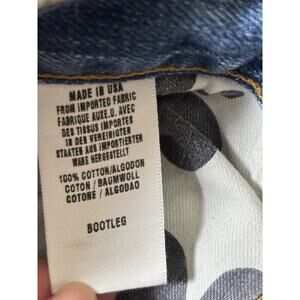 MADE IN USA
FROM IMPORTED FABRIC
FABRIQUE AUX E.U. AVEC
DES TISSUS IMPORTES
IN DEN VEREINIGTEN
STAATEN AUS IMPORTIERTER
WARE HERGESTELLT
100% COTTON/ALGODON
COTON / BAUMWOLL
COTONE / ALGODAO
BOOTLEG